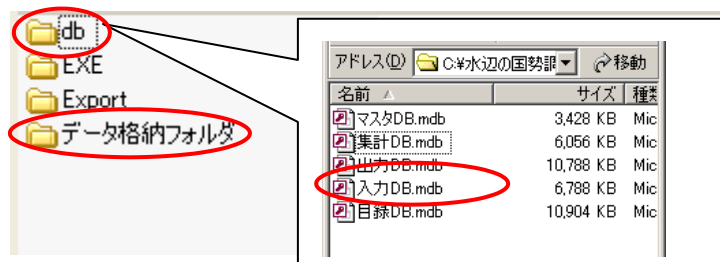 db
EXE
Export
データ格納フォルダ
アドレス(D) C:¥水辺の国勢調 移動
名前 サイズ 種類
マスタDB.mdb 3,428 KB Mic
集計DB.mdb 6,056 KB Mic
出力DB.mdb 10,788 KB Mic
入力DB.mdb 6,788 KB Mic
目録DB.mdb 10,904 KB Mic